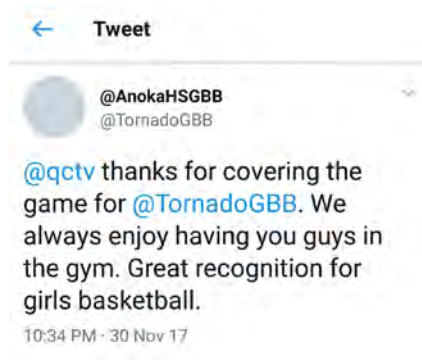 Tweet
@AnokaHSGBB
@TornadoGBB
@qctv thanks for covering the
game for @TornadoGBB. We
always enjoy having you guys in
the gym. Great recognition for
girls basketball.
10:34 PM · 30 Nov 17